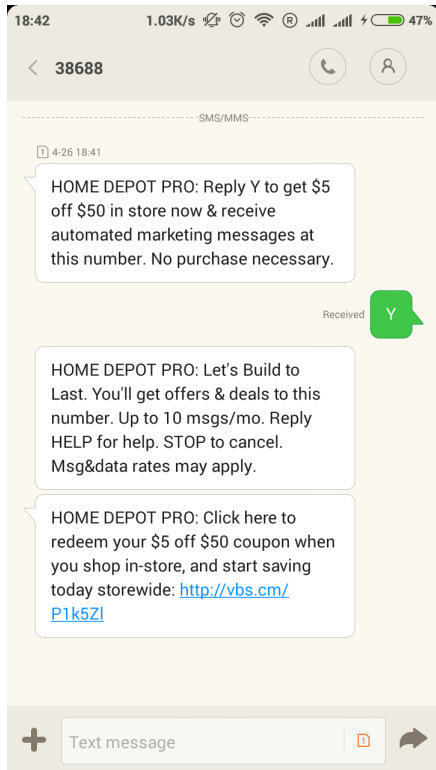 18:42 1.03K/s R 47%
38688
SMS/MMS
1 4-26 18:41
HOME DEPOT PRO: Reply Y to get $5
off $50 in store now & receive
automated marketing messages at
this number. No purchase necessary.
Received Y
HOME DEPOT PRO: Let's Build to
Last. You'll get offers & deals to this
number. Up to 10 msgs/mo. Reply
HELP for help. STOP to cancel.
Msg&data rates may apply.
HOME DEPOT PRO: Click here to
redeem your $5 off $50 coupon when
you shop in-store, and start saving
today storewide: http://vbs.cm/
P1k5Zl
Text message 1